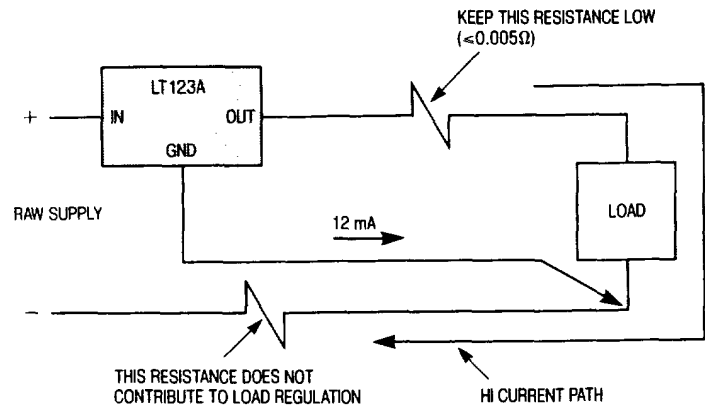 KEEP THIS RESISTANCE LOW
(≤0.005Ω)
LT123A
+
IN
OUT
GND
RAW SUPPLY
12 mA
LOAD
−
THIS RESISTANCE DOES NOT
CONTRIBUTE TO LOAD REGULATION
HI CURRENT PATH